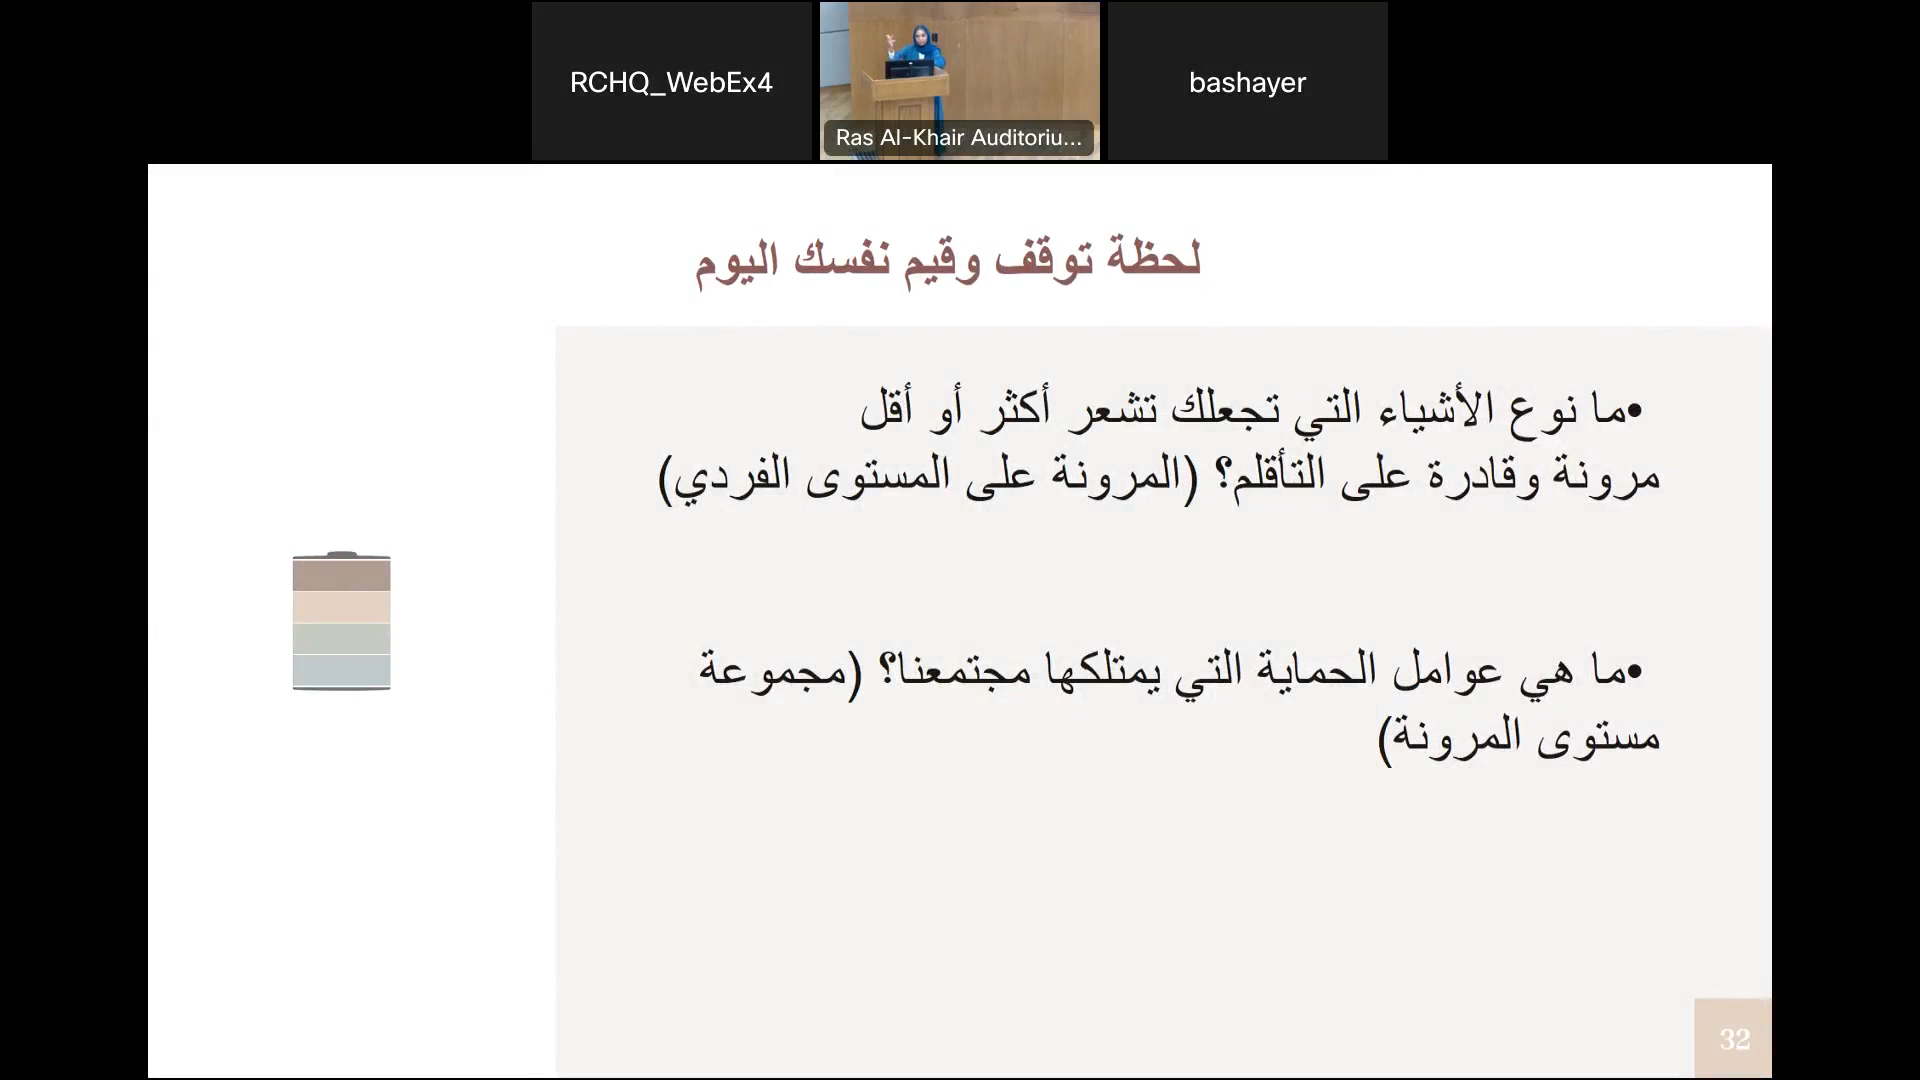 RCHQ_WebEx4
Ras Al-Khair Auditoriu...
bashayer
لحظة توقف وقيم نفسك اليوم
•ما نوع الأشياء التي تجعلك تشعر أكثر أو أقل
مرونة وقادرة على التأقلم؟ (المرونة على المستوى الفردي)
•ما هي عوامل الحماية التي يمتلكها مجتمعنا؟ (مجموعة
مستوى المرونة)
32